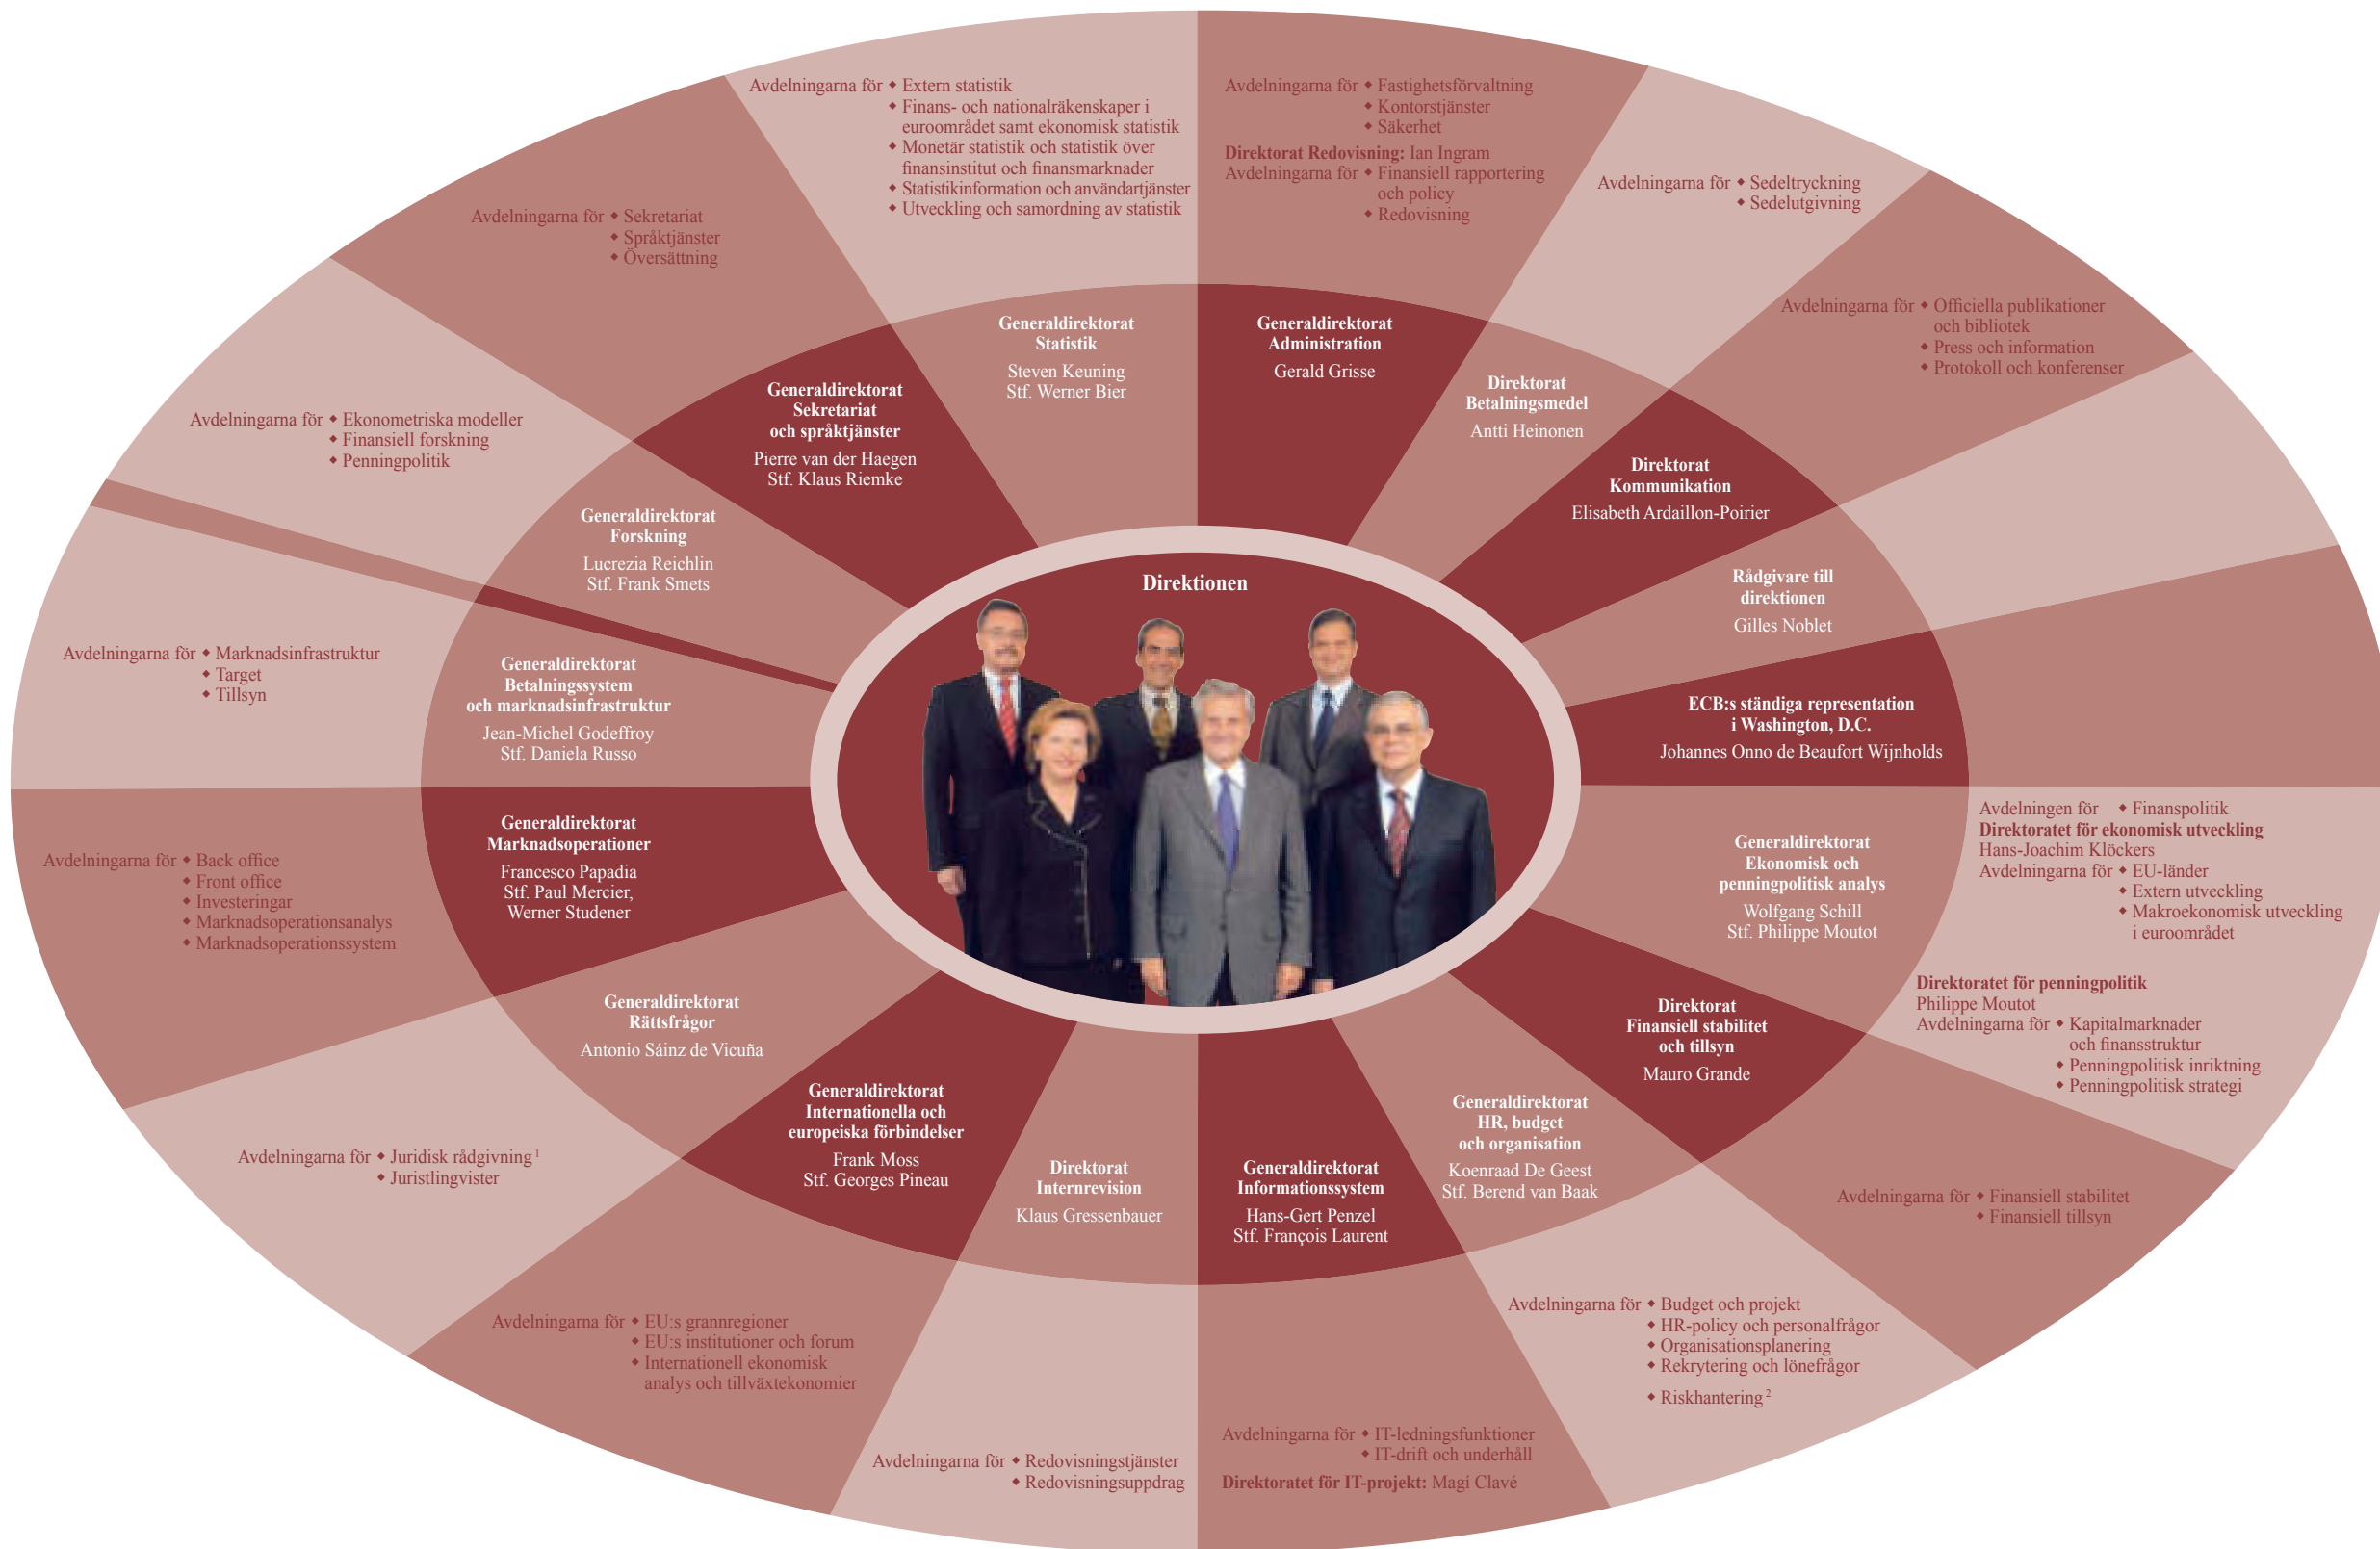 Avdelningarna för ◆ Extern statistik
◆ Finans- och nationalräkenskaper i
euroområdet samt ekonomisk statistik
◆ Monetär statistik och statistik över
finansinstitut och finansmarknader
◆ Statistikinformation och användartjänster
◆ Utveckling och samordning av statistik
Avdelningarna för ◆ Fastighetsförvaltning
◆ Kontorstjänster
◆ Säkerhet
Direktorat Redovisning: Ian Ingram
Avdelningarna för ◆ Finansiell rapportering
och policy
◆ Redovisning
Avdelningarna för ◆ Sedeltryckning
◆ Sedelutgivning
Avdelningarna för ◆ Officiella publikationer
och bibliotek
◆ Press och information
◆ Protokoll och konferenser
Avdelningarna för ◆ Sekretariat
◆ Språktjänster
◆ Översättning
Avdelningarna för ◆ Ekonometriska modeller
◆ Finansiell forskning
◆ Penningpolitik
Avdelningarna för ◆ Marknadsinfrastruktur
◆ Target
◆ Tillsyn
Avdelningarna för ◆ Back office
◆ Front office
◆ Investeringar
◆ Marknadsoperationsanalys
◆ Marknadsoperationssystem
Avdelningarna för ◆ Juridisk rådgivning 1
◆ Juristlingvister
Avdelningarna för ◆ EU:s grannregioner
◆ EU:s institutioner och forum
◆ Internationell ekonomisk
analys och tillväxtekonomier
Avdelningarna för ◆ Redovisningstjänster
◆ Redovisningsuppdrag
Avdelningarna för ◆ IT-ledningsfunktioner
◆ IT-drift och underhåll
Direktoratet för IT-projekt: Magí Clavé
Avdelningarna för ◆ Budget och projekt
◆ HR-policy och personalfrågor
◆ Organisationsplanering
◆ Rekrytering och lönefrågor
◆ Riskhantering 2
Avdelningarna för ◆ Finansiell stabilitet
◆ Finansiell tillsyn
Avdelningen för ◆ Finanspolitik
Direktoratet för ekonomisk utveckling
Hans-Joachim Klöckers
Avdelningarna för ◆ EU-länder
◆ Extern utveckling
◆ Makroekonomisk utveckling
i euroområdet
Direktoratet för penningpolitik
Philippe Moutot
Avdelningarna för ◆ Kapitalmarknader
och finansstruktur
◆ Penningpolitisk inriktning
◆ Penningpolitisk strategi
Generaldirektorat
Statistik
Steven Keuning
Stf. Werner Bier
Generaldirektorat
Administration
Gerald Grisse
Direktorat
Betalningsmedel
Antti Heinonen
Direktorat
Kommunikation
Elisabeth Ardaillon-Poirier
Rådgivare till
direktionen
Gilles Noblet
ECB:s ständiga representation
i Washington, D.C.
Johannes Onno de Beaufort Wijnholds
Generaldirektorat
Ekonomisk och
penningpolitisk analys
Wolfgang Schill
Stf. Philippe Moutot
Direktorat
Finansiell stabilitet
och tillsyn
Mauro Grande
Generaldirektorat
HR, budget
och organisation
Koenraad De Geest
Stf. Berend van Baak
Generaldirektorat
Informationssystem
Hans-Gert Penzel
Stf. François Laurent
Direktorat
Internrevision
Klaus Gressenbauer
Generaldirektorat
Internationella och
europeiska förbindelser
Frank Moss
Stf. Georges Pineau
Generaldirektorat
Rättsfrågor
Antonio Sáinz de Vicuña
Generaldirektorat
Marknadsoperationer
Francesco Papadia
Stf. Paul Mercier,
Werner Studener
Generaldirektorat
Betalningssystem
och marknadsinfrastruktur
Jean-Michel Godeffroy
Stf. Daniela Russo
Generaldirektorat
Forskning
Lucrezia Reichlin
Stf. Frank Smets
Generaldirektorat
Sekretariat
och språktjänster
Pierre van der Haegen
Stf. Klaus Riemke
Direktionen